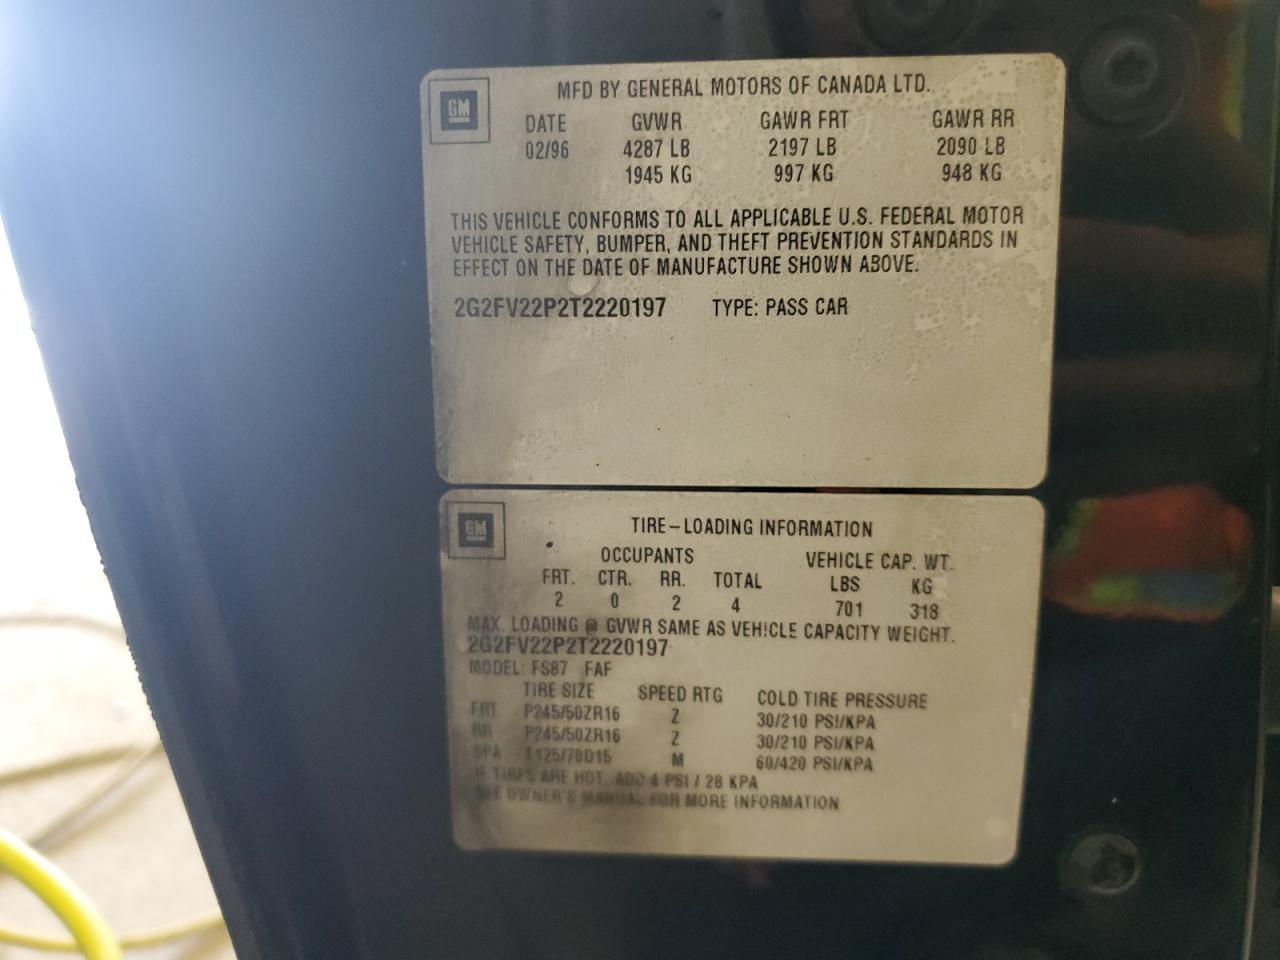 GM
MFD BY GENERAL MOTORS OF CANADA LTD.
DATE GVWR GAWR FRT GAWR RR
02/96 4287 LB 2197 LB 2090 LB
1945 KG 997 KG 948 KG
THIS VEHICLE CONFORMS TO ALL APPLICABLE U.S. FEDERAL MOTOR
VEHICLE SAFETY, BUMPER, AND THEFT PREVENTION STANDARDS IN
EFFECT ON THE DATE OF MANUFACTURE SHOWN ABOVE.
2G2FV22P2T2220197 TYPE: PASS CAR
GM
TIRE-LOADING INFORMATION
OCCUPANTS VEHICLE CAP. WT.
FRT. CTR. RR. TOTAL LBS KG
2 0 2 4 701 318
MAX. LOADING @ GVWR SAME AS VEHICLE CAPACITY WEIGHT.
2G2FV22P2T2220197
MODEL: FS87 FAF
TIRE SIZE SPEED RTG COLD TIRE PRESSURE
FRT P245/50ZR16 Z 30/210 PSI/KPA
RR P245/50ZR16 Z 30/210 PSI/KPA
SPA T125/70D15 M 60/420 PSI/KPA
IF TIRES ARE HOT, ADD 4 PSI / 28 KPA
SEE OWNER'S MANUAL FOR MORE INFORMATION